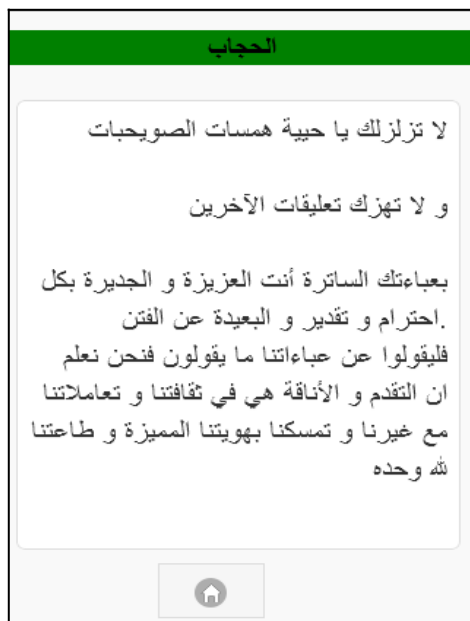 الحجاب
لا تزلزلك يا حيية همسات الصويحبات
و لا تهزك تعليقات الآخرين
بعباءتك الساترة أنت العزيزة و الجديرة بكل
احترام و تقدير و البعيدة عن الفتن.
فليقولوا عن عباءاتنا ما يقولون فنحن نعلم
ان التقدم و الأناقة هي في ثقافتنا و تعاملاتنا
مع غيرنا و تمسكنا بهويتنا المميزة و طاعتنا
لله وحده